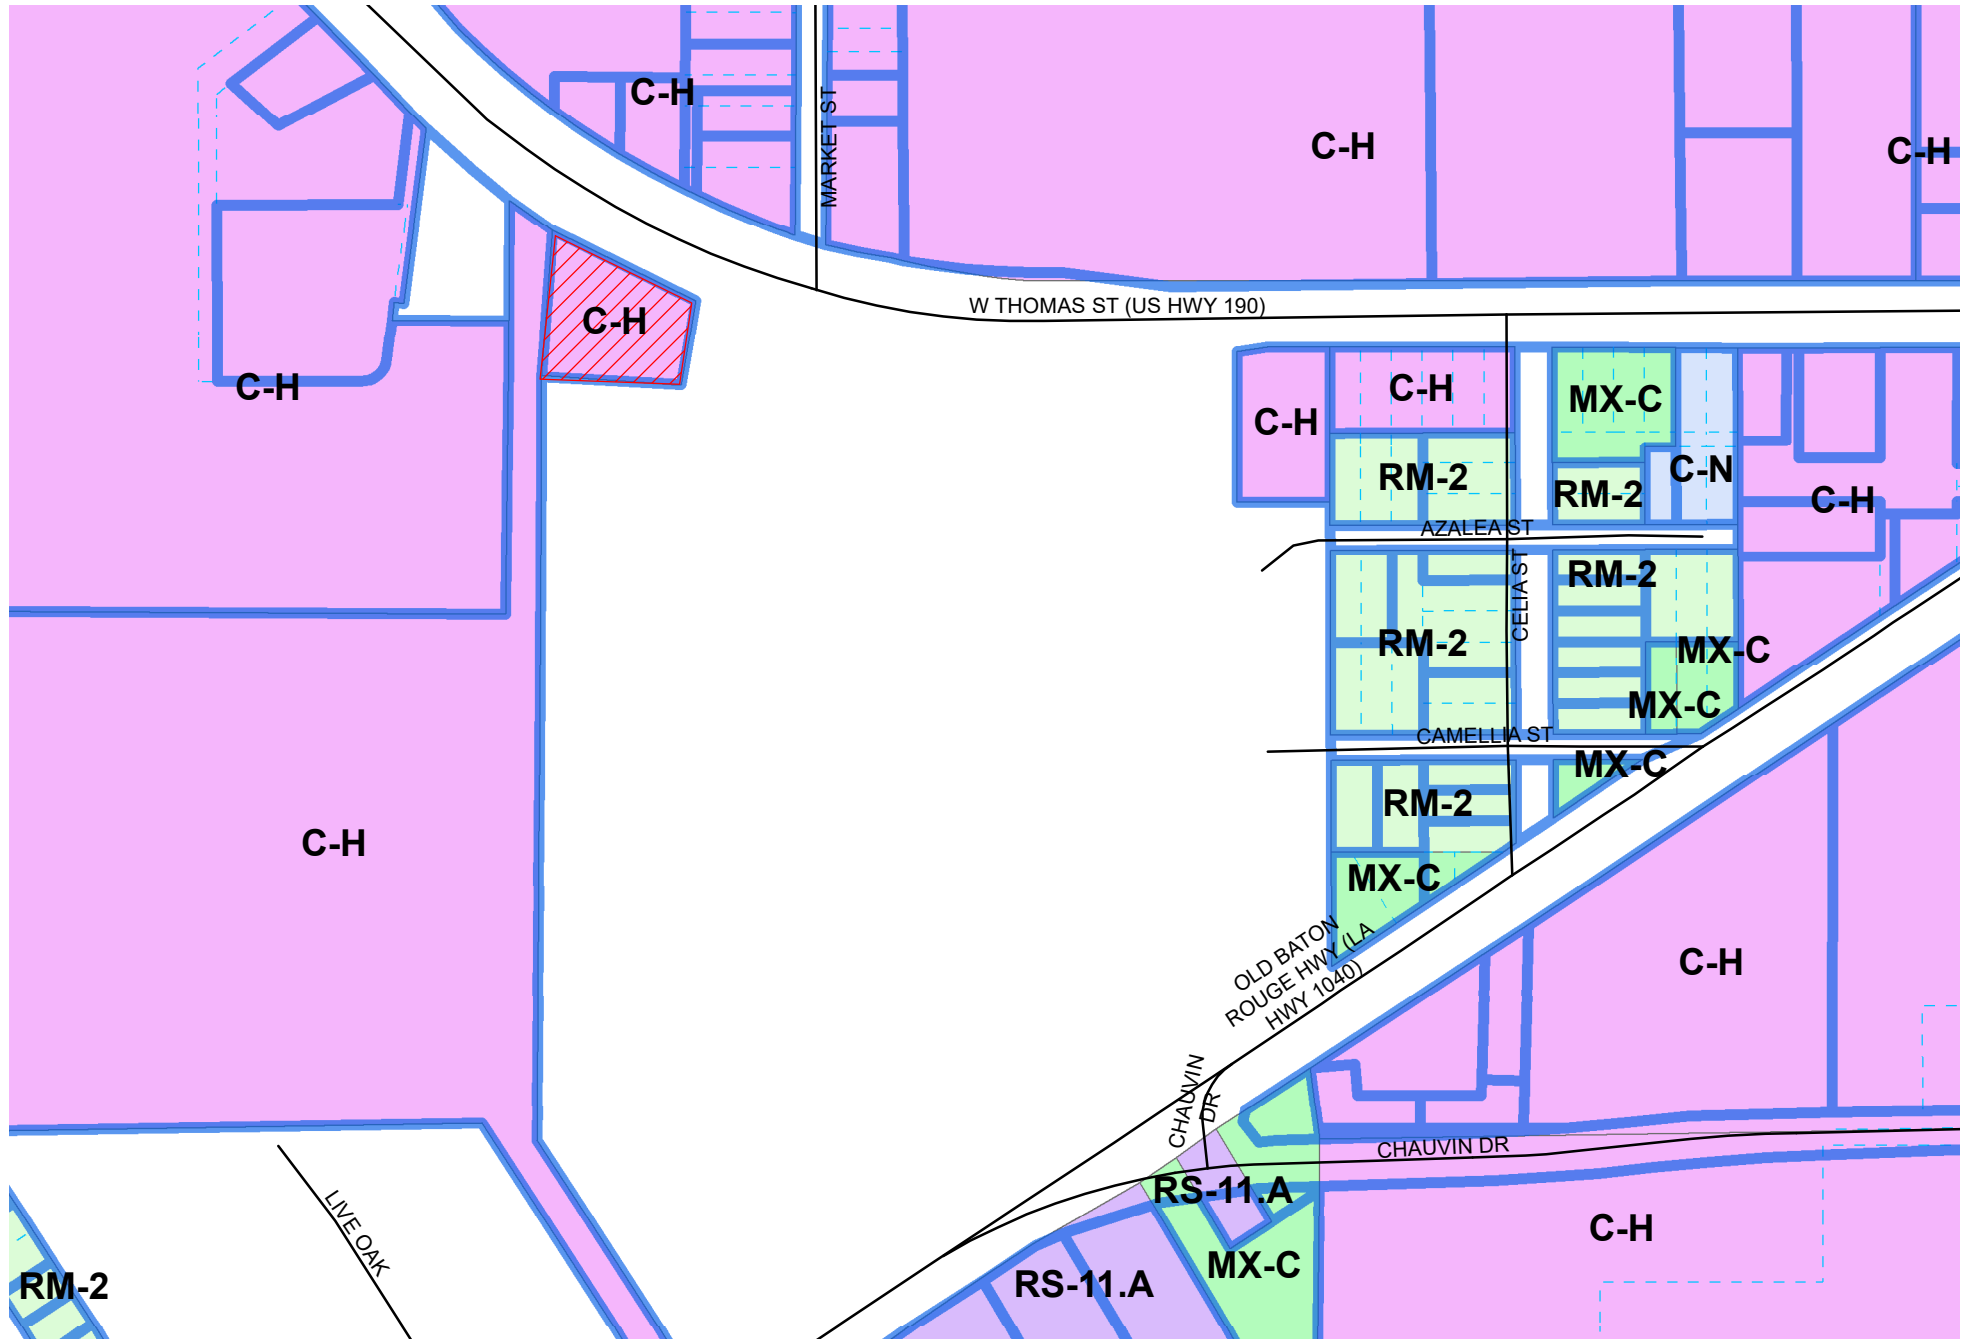 C-H
MARKET ST
C-H
C-H
W THOMAS ST (US HWY 190)
C-H
C-H
C-H
C-H
MX-C
C-H
RM-2
RM-2
C-N
C-H
AZALEA ST
CELIA ST
RM-2
RM-2
MX-C
MX-C
CAMELLIA ST
MX-C
RM-2
C-H
MX-C
OLD BATON
ROUGE HWY (LA
HWY 1040)
C-H
CHAUVIN
DR
CHAUVIN DR
RS-11.A
LIVE OAK
C-H
MX-C
RM-2
RS-11.A